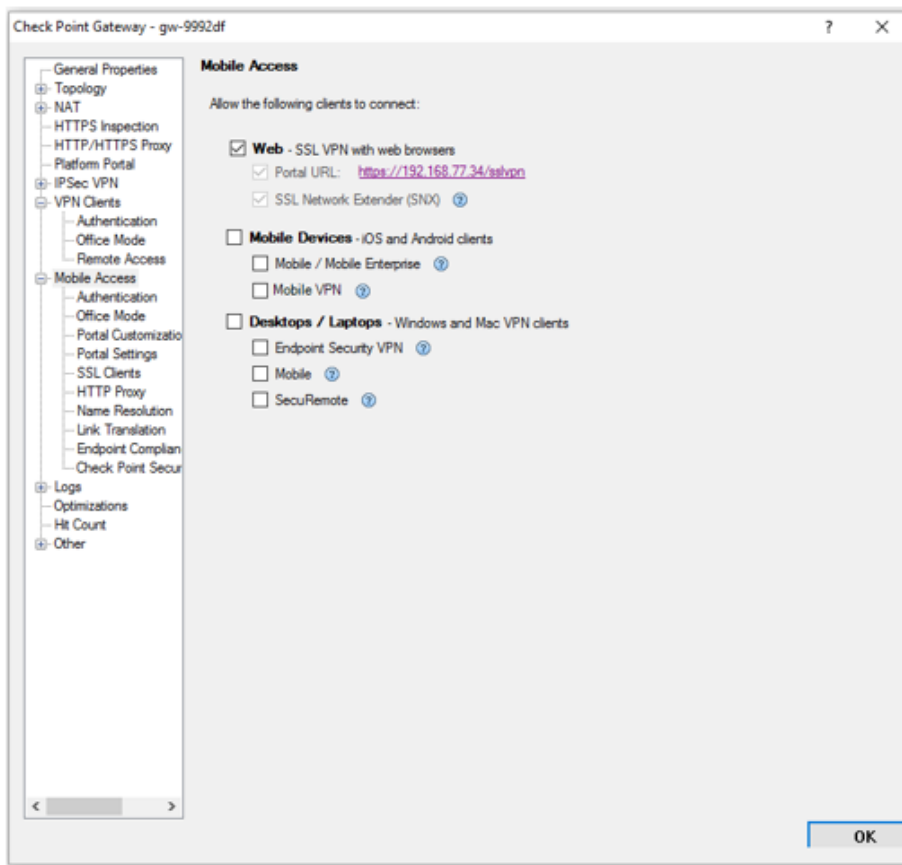 Check Point Gateway - gw-9992df ? ×
General Properties
Topology
NAT
HTTPS Inspection
HTTP/HTTPS Proxy
Platform Portal
IPSec VPN
VPN Clients
Authentication
Office Mode
Remote Access
Mobile Access
Authentication
Office Mode
Portal Customizatio
Portal Settings
SSL Clients
HTTP Proxy
Name Resolution
Link Translation
Endpoint Complian
Check Point Secur
Logs
Optimizations
Hit Count
Other
Mobile Access
Allow the following clients to connect:
Web - SSL VPN with web browsers
Portal URL: https://192.168.77.34/sslvpn
SSL Network Extender (SNX) ?
Mobile Devices - iOS and Android clients
Mobile / Mobile Enterprise ?
Mobile VPN ?
Desktops / Laptops - Windows and Mac VPN clients
Endpoint Security VPN ?
Mobile ?
SecuRemote ?
OK